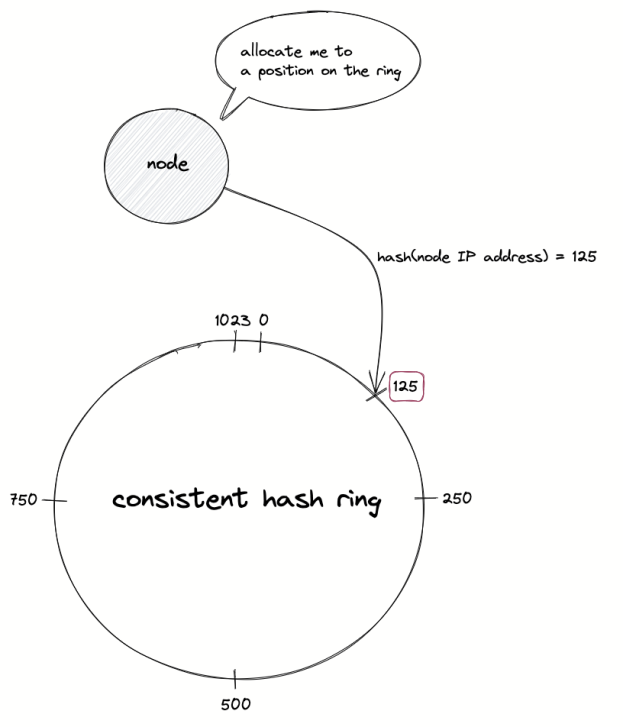 allocate me to
a position on the ring
node
hash(node IP address) = 125
1023 0
125
750
consistent hash ring
250
500